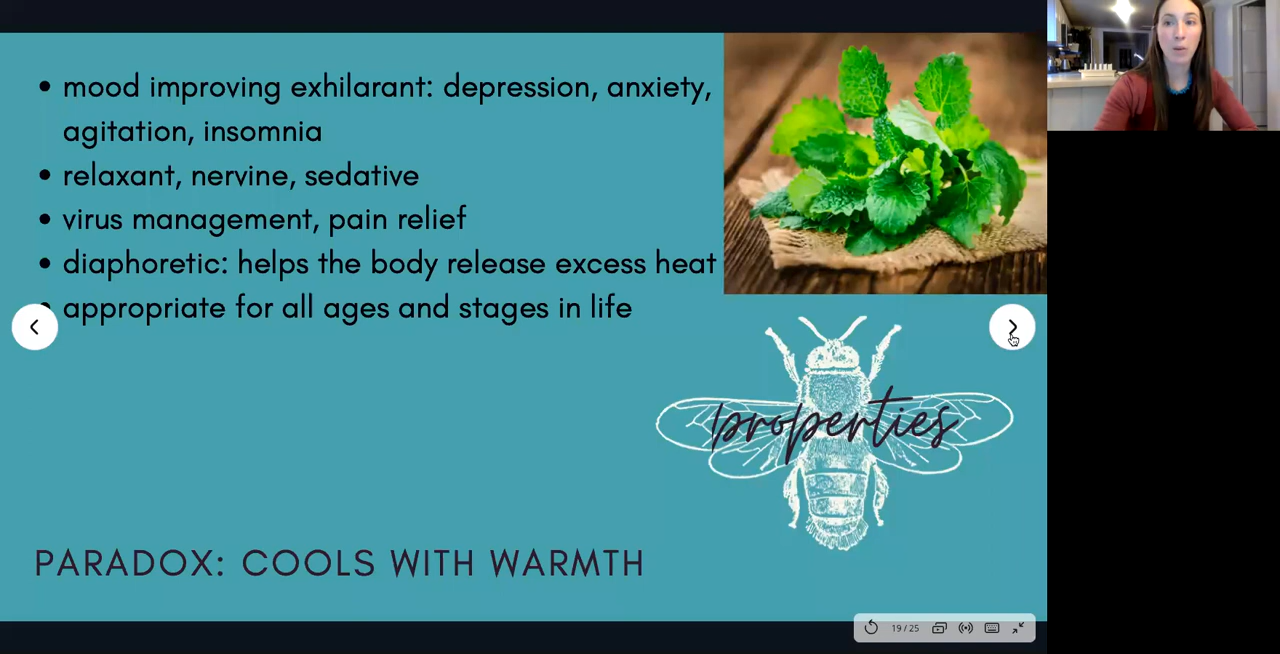 mood improving exhilarant: depression, anxiety,
agitation, insomnia
relaxant, nervine, sedative
virus management, pain relief
diaphoretic: helps the body release excess heat
appropriate for all ages and stages in life
properties
PARADOX: COOLS WITH WARMTH
19 / 25